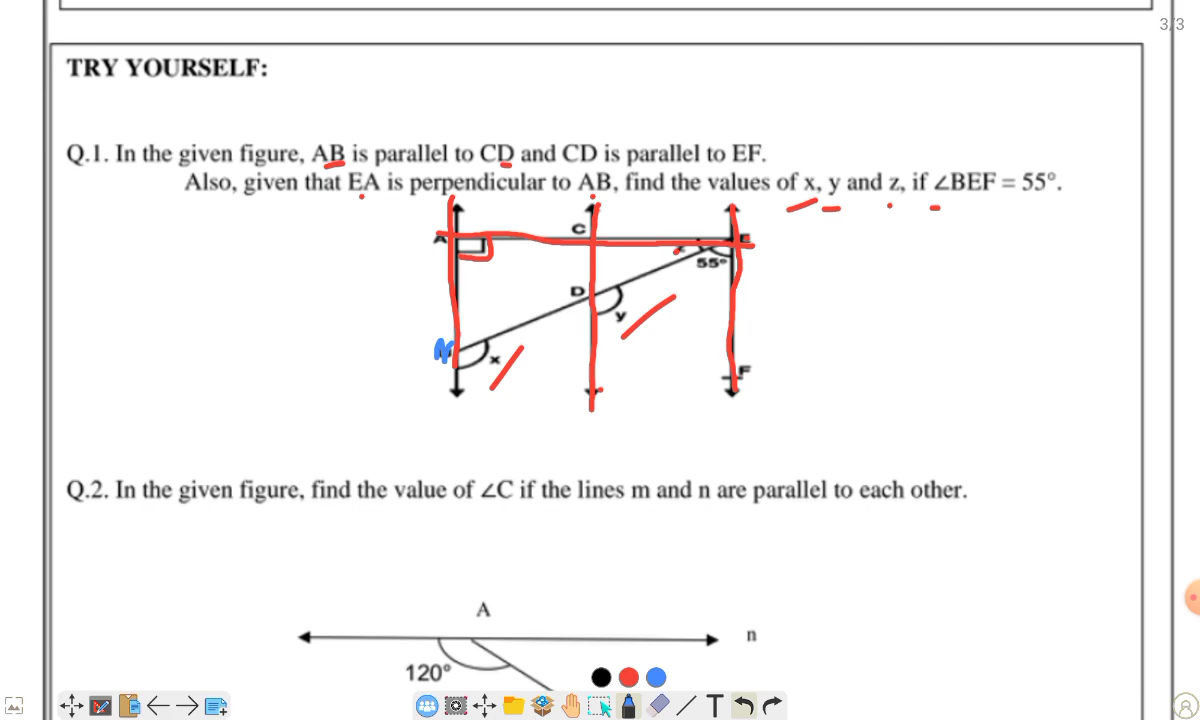 3/3
TRY YOURSELF:
Q.1. In the given figure, AB is parallel to CD and CD is parallel to EF.
Also, given that EA is perpendicular to AB, find the values of x, y and z, if ∠BEF = 55°.
A
C
E
z
55°
D
y
x
F
Q.2. In the given figure, find the value of ∠C if the lines m and n are parallel to each other.
A
n
120°
T